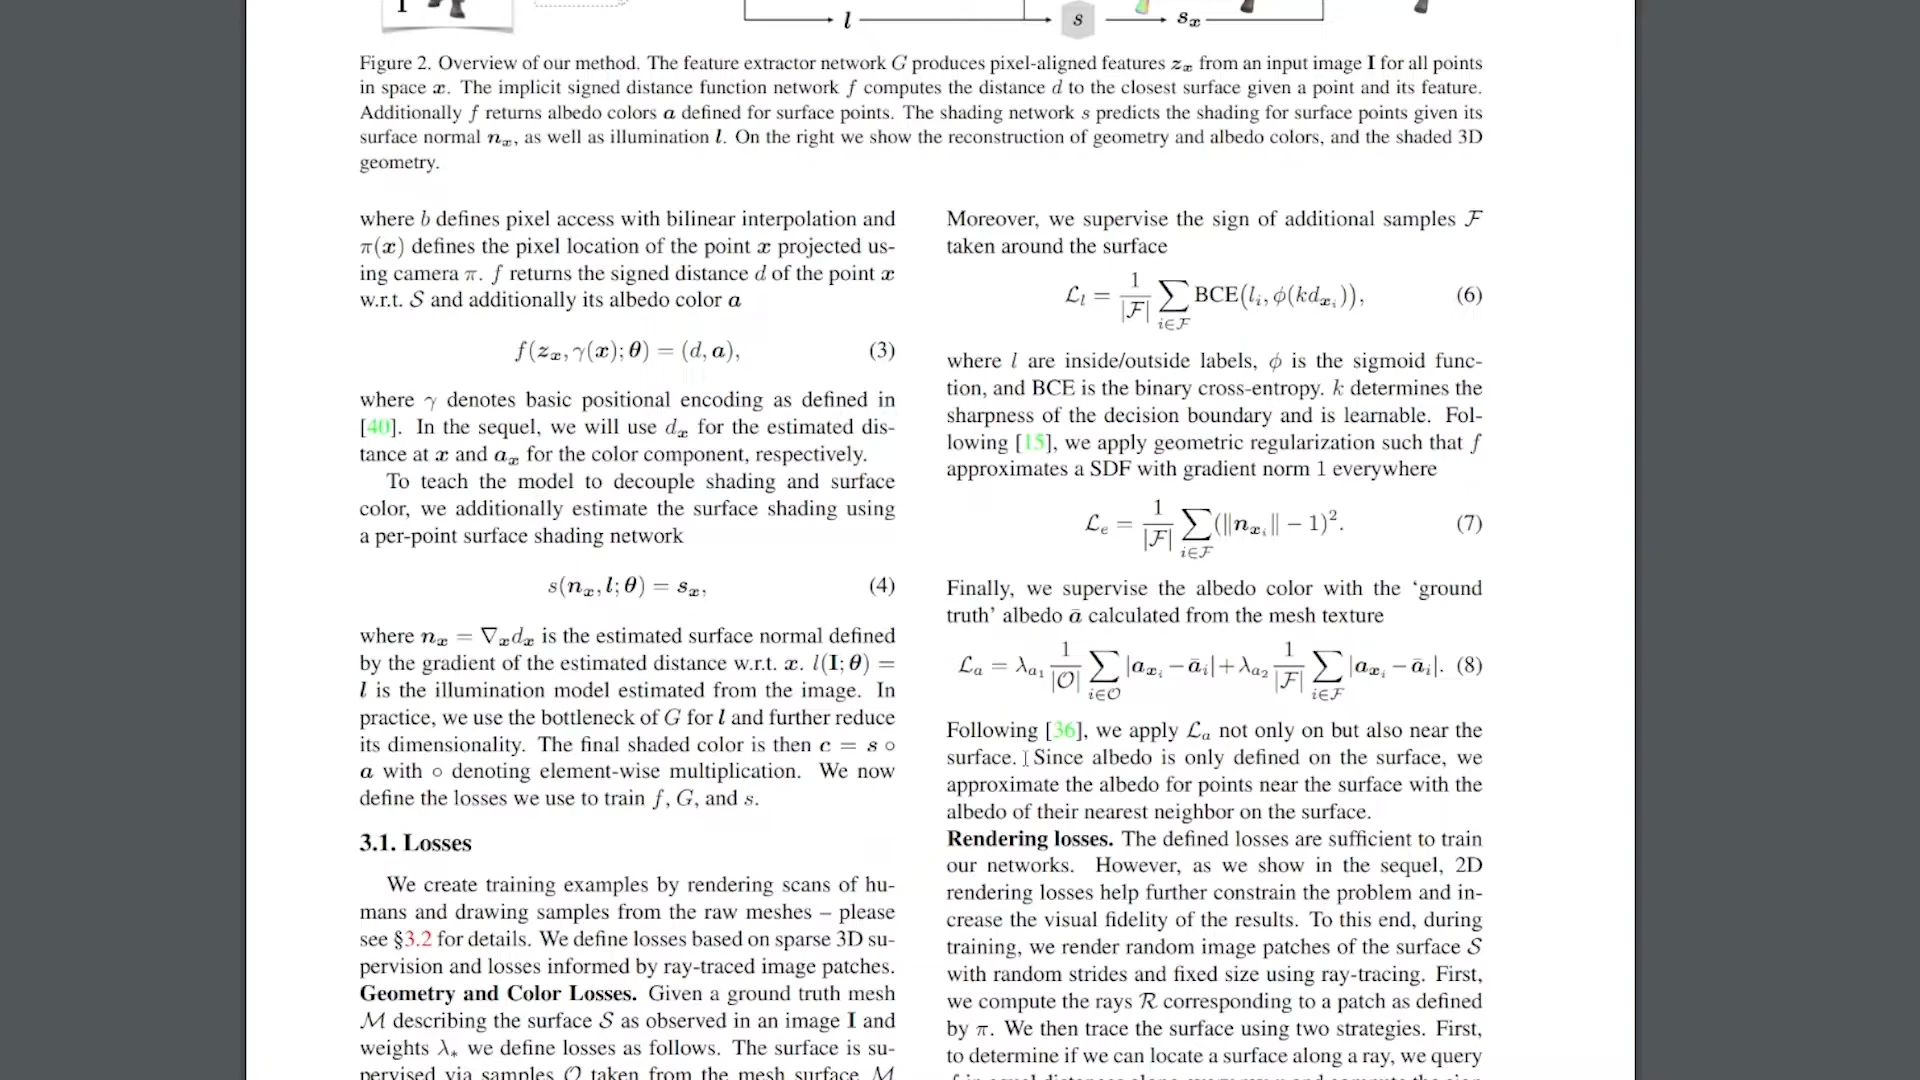 I
l
s
sₓ
Figure 2. Overview of our method. The feature extractor network G produces pixel-aligned features zₓ from an input image I for all points
in space x. The implicit signed distance function network f computes the distance d to the closest surface given a point and its feature.
Additionally f returns albedo colors a defined for surface points. The shading network s predicts the shading for surface points given its
surface normal nₓ, as well as illumination l. On the right we show the reconstruction of geometry and albedo colors, and the shaded 3D
geometry.
where b defines pixel access with bilinear interpolation and
π(x) defines the pixel location of the point x projected us-
ing camera π. f returns the signed distance d of the point x
w.r.t. S and additionally its albedo color a
f(zₓ, γ(x); θ) = (d, a), (3)
where γ denotes basic positional encoding as defined in
[40]. In the sequel, we will use dₓ for the estimated dis-
tance at x and aₓ for the color component, respectively.
To teach the model to decouple shading and surface
color, we additionally estimate the surface shading using
a per-point surface shading network
s(nₓ, l; θ) = sₓ, (4)
where nₓ = ∇ₓdₓ is the estimated surface normal defined
by the gradient of the estimated distance w.r.t. x. l(I; θ) =
l is the illumination model estimated from the image. In
practice, we use the bottleneck of G for l and further reduce
its dimensionality. The final shaded color is then c = s ∘
a with ∘ denoting element-wise multiplication. We now
define the losses we use to train f, G, and s.
3.1. Losses
We create training examples by rendering scans of hu-
mans and drawing samples from the raw meshes – please
see §3.2 for details. We define losses based on sparse 3D su-
pervision and losses informed by ray-traced image patches.
Geometry and Color Losses. Given a ground truth mesh
M describing the surface S as observed in an image I and
weights λ* we define losses as follows. The surface is su-
pervised via samples O taken from the mesh surface M
Moreover, we supervise the sign of additional samples F
taken around the surface
L_l = 1/|F| ∑_{i∈F} BCE(l_i, φ(kd_{x_i})), (6)
where l are inside/outside labels, φ is the sigmoid func-
tion, and BCE is the binary cross-entropy. k determines the
sharpness of the decision boundary and is learnable. Fol-
lowing [15], we apply geometric regularization such that f
approximates a SDF with gradient norm 1 everywhere
L_e = 1/|F| ∑_{i∈F} (‖n_{x_i}‖ − 1)². (7)
Finally, we supervise the albedo color with the ‘ground
truth’ albedo ā calculated from the mesh texture
L_a = λ_{a_1} 1/|O| ∑_{i∈O} |a_{x_i} − ā_i| + λ_{a_2} 1/|F| ∑_{i∈F} |a_{x_i} − ā_i|. (8)
Following [36], we apply L_a not only on but also near the
surface. Since albedo is only defined on the surface, we
approximate the albedo for points near the surface with the
albedo of their nearest neighbor on the surface.
Rendering losses. The defined losses are sufficient to train
our networks. However, as we show in the sequel, 2D
rendering losses help further constrain the problem and in-
crease the visual fidelity of the results. To this end, during
training, we render random image patches of the surface S
with random strides and fixed size using ray-tracing. First,
we compute the rays R corresponding to a patch as defined
by π. We then trace the surface using two strategies. First,
to determine if we can locate a surface along a ray, we query